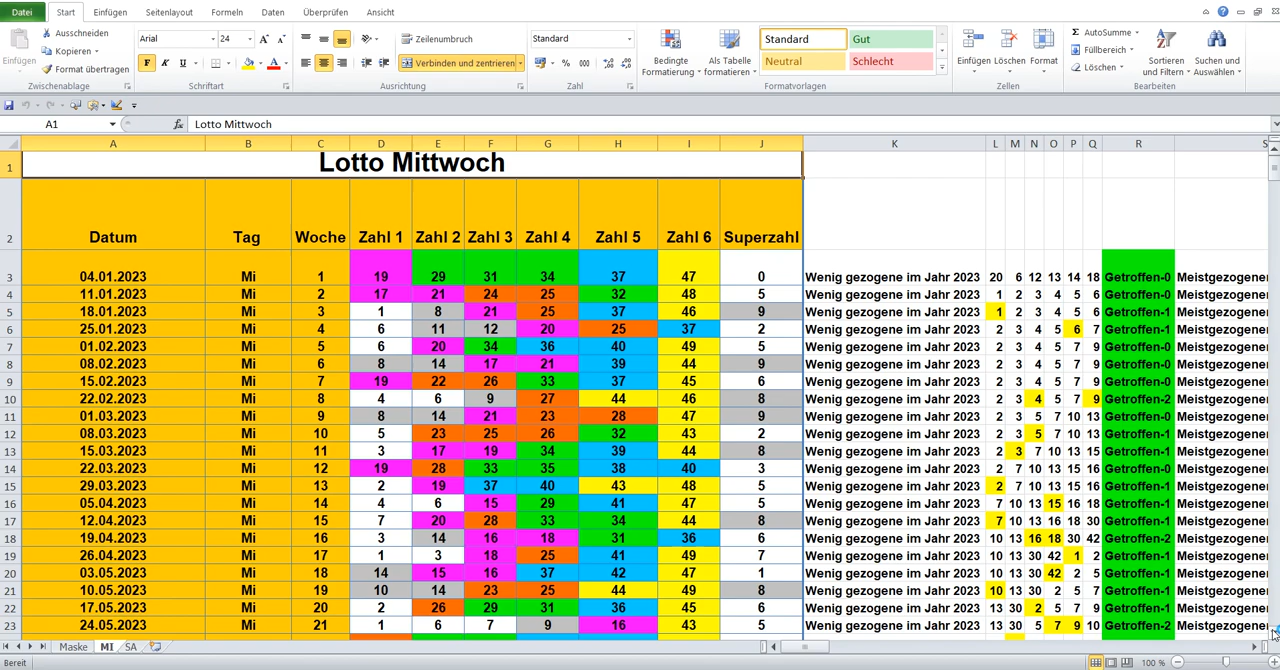 Datei Start Einfügen Seitenlayout Formeln Daten Überprüfen Ansicht
Einfügen
Ausschneiden
Kopieren
Format übertragen
Zwischenablage
Arial 24
F K U
Schriftart
Zeilenumbruch
Verbinden und zentrieren
Ausrichtung
Standard
% 000
Zahl
Bedingte Formatierung
Als Tabelle formatieren
Standard Gut
Neutral Schlecht
Formatvorlagen
Einfügen Löschen Format
Zellen
AutoSumme
Füllbereich
Löschen
Sortieren und Filtern
Suchen und Auswählen
Bearbeiten
A1 fx Lotto Mittwoch
A B C D E F G H I J K L M N O P Q R S
1 Lotto Mittwoch
2 Datum Tag Woche Zahl 1 Zahl 2 Zahl 3 Zahl 4 Zahl 5 Zahl 6 Superzahl
3 04.01.2023 Mi 1 19 29 31 34 37 47 0 Wenig gezogene im Jahr 2023 20 6 12 13 14 18 Getroffen-0 Meistgezogene
4 11.01.2023 Mi 2 17 21 24 25 32 48 5 Wenig gezogene im Jahr 2023 1 2 3 4 5 6 Getroffen-0 Meistgezogene
5 18.01.2023 Mi 3 1 8 21 25 37 46 9 Wenig gezogene im Jahr 2023 1 2 3 4 5 6 Getroffen-1 Meistgezogene
6 25.01.2023 Mi 4 6 11 12 20 25 37 2 Wenig gezogene im Jahr 2023 2 3 4 5 6 7 Getroffen-1 Meistgezogene
7 01.02.2023 Mi 5 6 20 34 36 40 49 5 Wenig gezogene im Jahr 2023 2 3 4 5 7 9 Getroffen-0 Meistgezogene
8 08.02.2023 Mi 6 8 14 17 21 39 44 9 Wenig gezogene im Jahr 2023 2 3 4 5 7 9 Getroffen-0 Meistgezogene
9 15.02.2023 Mi 7 19 22 26 33 37 45 6 Wenig gezogene im Jahr 2023 2 3 4 5 7 9 Getroffen-0 Meistgezogene
10 22.02.2023 Mi 8 4 6 9 27 44 46 8 Wenig gezogene im Jahr 2023 2 3 4 5 7 9 Getroffen-2 Meistgezogene
11 01.03.2023 Mi 9 8 14 21 23 28 47 9 Wenig gezogene im Jahr 2023 2 3 5 7 10 13 Getroffen-0 Meistgezogene
12 08.03.2023 Mi 10 5 23 25 26 32 43 2 Wenig gezogene im Jahr 2023 2 3 5 7 10 13 Getroffen-1 Meistgezogene
13 15.03.2023 Mi 11 3 17 19 34 39 44 8 Wenig gezogene im Jahr 2023 2 3 7 10 13 15 Getroffen-1 Meistgezogene
14 22.03.2023 Mi 12 19 28 33 35 38 40 3 Wenig gezogene im Jahr 2023 2 7 10 13 15 16 Getroffen-0 Meistgezogene
15 29.03.2023 Mi 13 2 19 37 40 43 48 5 Wenig gezogene im Jahr 2023 2 7 10 13 15 16 Getroffen-1 Meistgezogene
16 05.04.2023 Mi 14 4 6 15 29 41 47 5 Wenig gezogene im Jahr 2023 7 10 13 15 16 18 Getroffen-1 Meistgezogene
17 12.04.2023 Mi 15 7 20 28 33 34 44 8 Wenig gezogene im Jahr 2023 7 10 13 16 18 30 Getroffen-1 Meistgezogene
18 19.04.2023 Mi 16 3 14 16 18 31 36 6 Wenig gezogene im Jahr 2023 10 13 16 18 30 42 Getroffen-2 Meistgezogene
19 26.04.2023 Mi 17 1 3 18 25 41 49 7 Wenig gezogene im Jahr 2023 10 13 30 42 1 2 Getroffen-1 Meistgezogene
20 03.05.2023 Mi 18 14 15 16 37 42 47 1 Wenig gezogene im Jahr 2023 10 13 30 42 2 5 Getroffen-1 Meistgezogene
21 10.05.2023 Mi 19 10 14 23 25 44 49 8 Wenig gezogene im Jahr 2023 10 13 30 2 5 7 Getroffen-1 Meistgezogene
22 17.05.2023 Mi 20 2 26 29 31 36 45 6 Wenig gezogene im Jahr 2023 13 30 2 5 7 9 Getroffen-1 Meistgezogene
23 24.05.2023 Mi 21 1 6 7 9 16 43 5 Wenig gezogene im Jahr 2023 13 30 5 7 9 10 Getroffen-2 Meistgezogene
Maske MI SA
Bereit 100 %